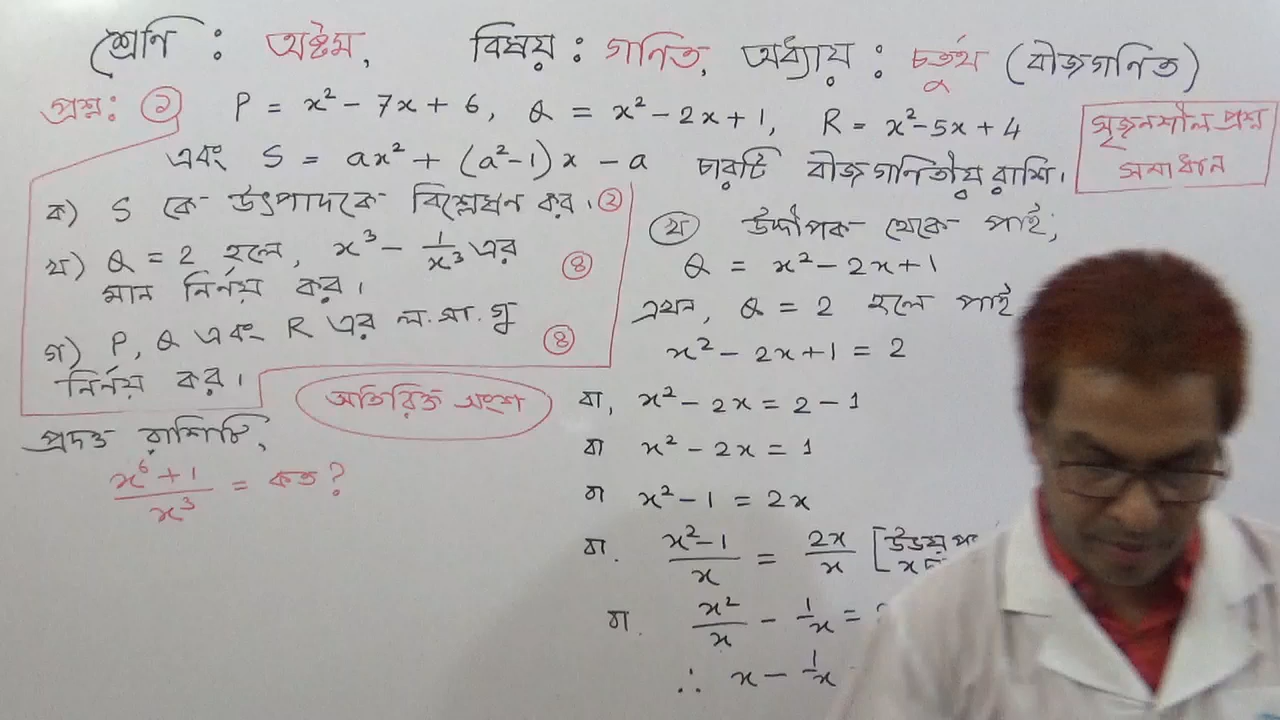 শ্রেণি : অষ্টম, বিষয় : গণিত, অধ্যায় : চতুর্থ (বীজগণিত)
প্রশ্ন: ১ P = x² − 7x + 6, Q = x² − 2x + 1, R = x² − 5x + 4
সৃজনশীল প্রশ্ন
সমাধান
এবং S = ax² + (a²−1)x − a চারটি বীজগণিতীয় রাশি।
ক) S কে উৎপাদকে বিশ্লেষণ কর। ২
খ) Q = 2 হলে, x³ − 1/x³ এর
মান নির্ণয় কর। ৪
গ) P, Q এবং R এর ল.সা.গু
নির্ণয় কর। ৪
অতিরিক্ত অংশ
প্রদত্ত রাশিটি,
(x⁶ + 1)/x³ = কত?
খ উদ্দীপক থেকে পাই;
Q = x² − 2x + 1
এখন, Q = 2 হলে পাই
x² − 2x + 1 = 2
বা, x² − 2x = 2 − 1
বা x² − 2x = 1
বা x² − 1 = 2x
বা. (x² − 1)/x = 2x/x [উভয়
বা. x²/x − 1/x =
∴ x − 1/x